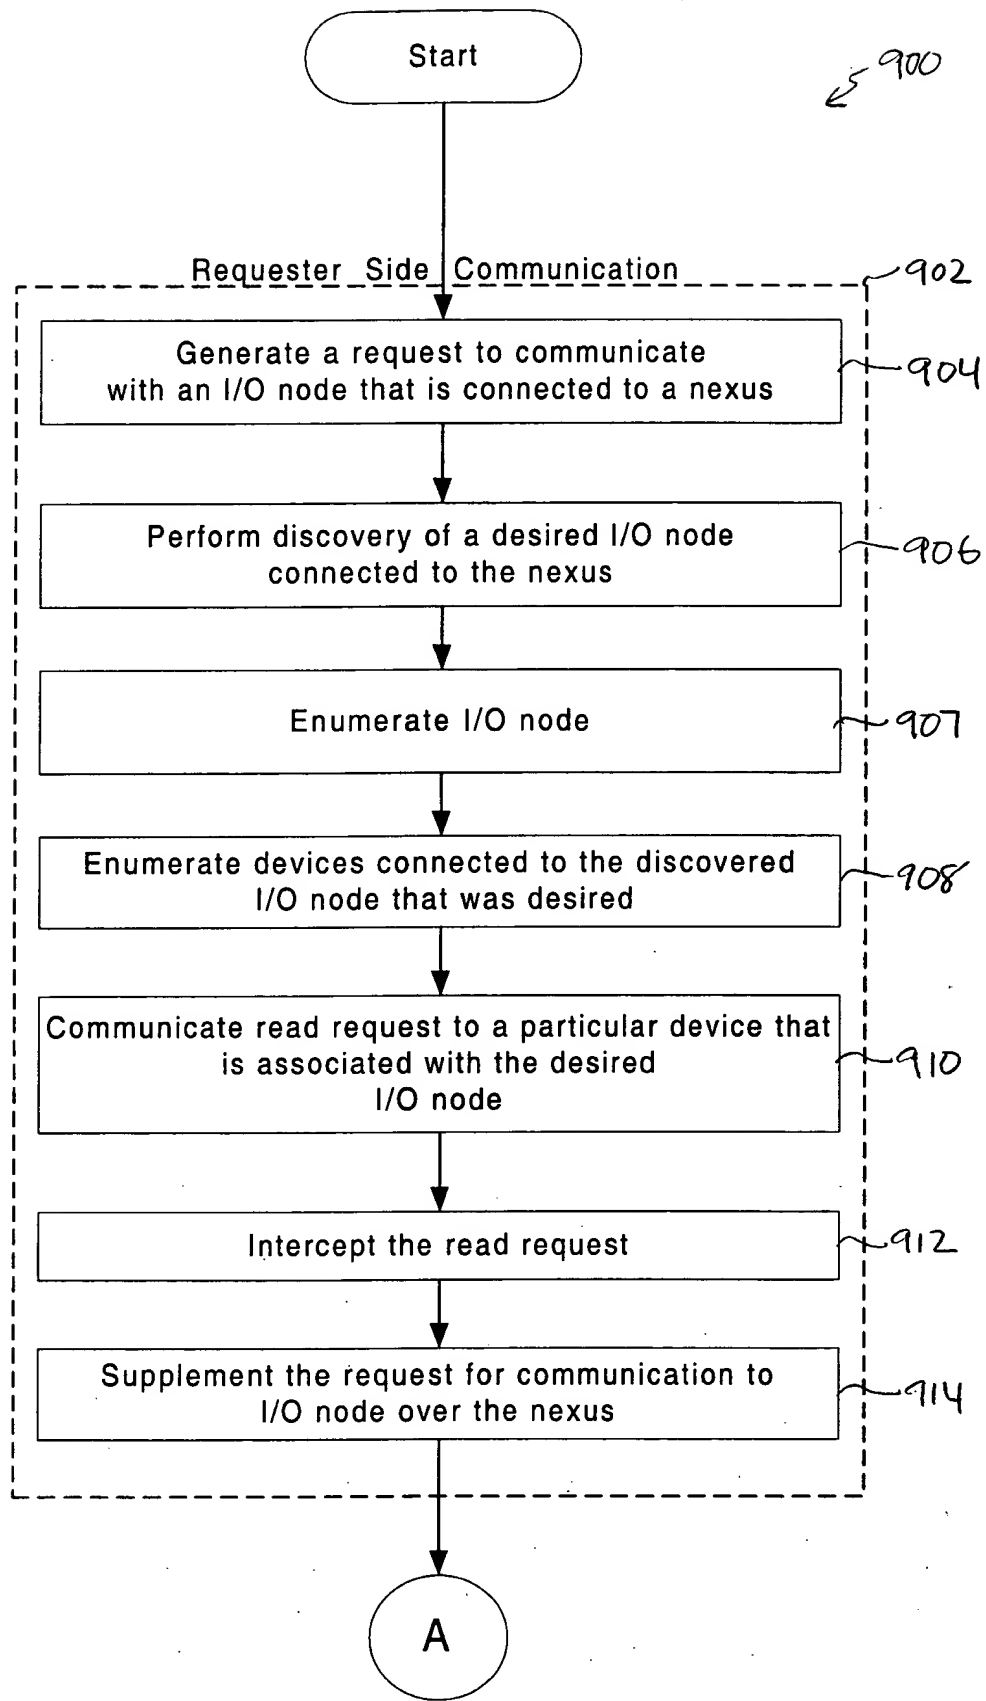 Start
900
Requester Side Communication
902
Generate a request to communicate
with an I/O node that is connected to a nexus
904
Perform discovery of a desired I/O node
connected to the nexus
906
Enumerate I/O node
907
Enumerate devices connected to the discovered
I/O node that was desired
908
Communicate read request to a particular device that
is associated with the desired
I/O node
910
Intercept the read request
912
Supplement the request for communication to
I/O node over the nexus
914
A